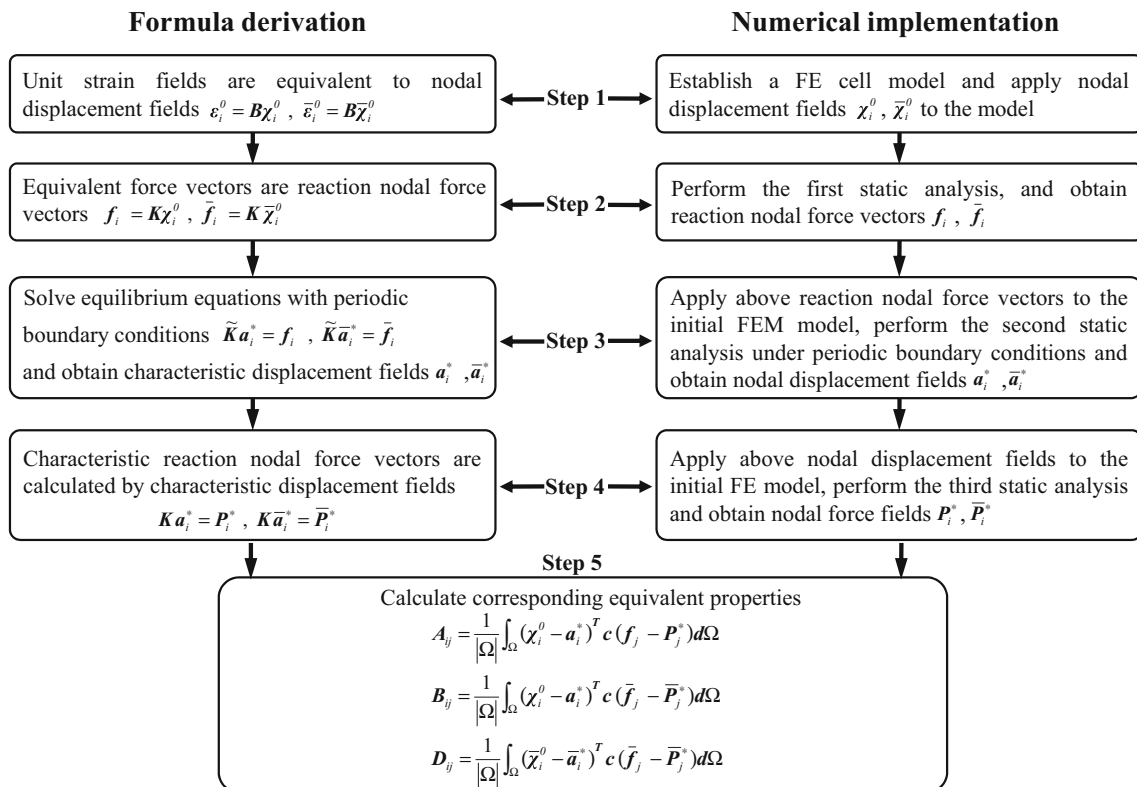 Formula derivation
Numerical implementation
Unit strain fields are equivalent to nodal
displacement fields ε_i^0 = Bχ_i^0 , ε̄_i^0 = Bχ̄_i^0
Step 1
Establish a FE cell model and apply nodal
displacement fields χ_i^0 , χ̄_i^0 to the model
Equivalent force vectors are reaction nodal force
vectors f_i = Kχ_i^0 , f̄_i = Kχ̄_i^0
Step 2
Perform the first static analysis, and obtain
reaction nodal force vectors f_i , f̄_i
Solve equilibrium equations with periodic
boundary conditions K̃a_i^* = f_i , K̃ā_i^* = f̄_i
and obtain characteristic displacement fields a_i^* ,ā_i^*
Step 3
Apply above reaction nodal force vectors to the
initial FEM model, perform the second static
analysis under periodic boundary conditions and
obtain nodal displacement fields a_i^* ,ā_i^*
Characteristic reaction nodal force vectors are
calculated by characteristic displacement fields
Ka_i^* = P_i^* , Kā_i^* = P̄_i^*
Step 4
Apply above nodal displacement fields to the
initial FE model, perform the third static analysis
and obtain nodal force fields P_i^*, P̄_i^*
Step 5
Calculate corresponding equivalent properties
A_ij = 1/|Ω| ∫_Ω (χ_i^0 − a_i^*)^T c (f_j − P_j^*)dΩ
B_ij = 1/|Ω| ∫_Ω (χ_i^0 − a_i^*)^T c (f̄_j − P̄_j^*)dΩ
D_ij = 1/|Ω| ∫_Ω (χ̄_i^0 − ā_i^*)^T c (f̄_j − P̄_j^*)dΩ